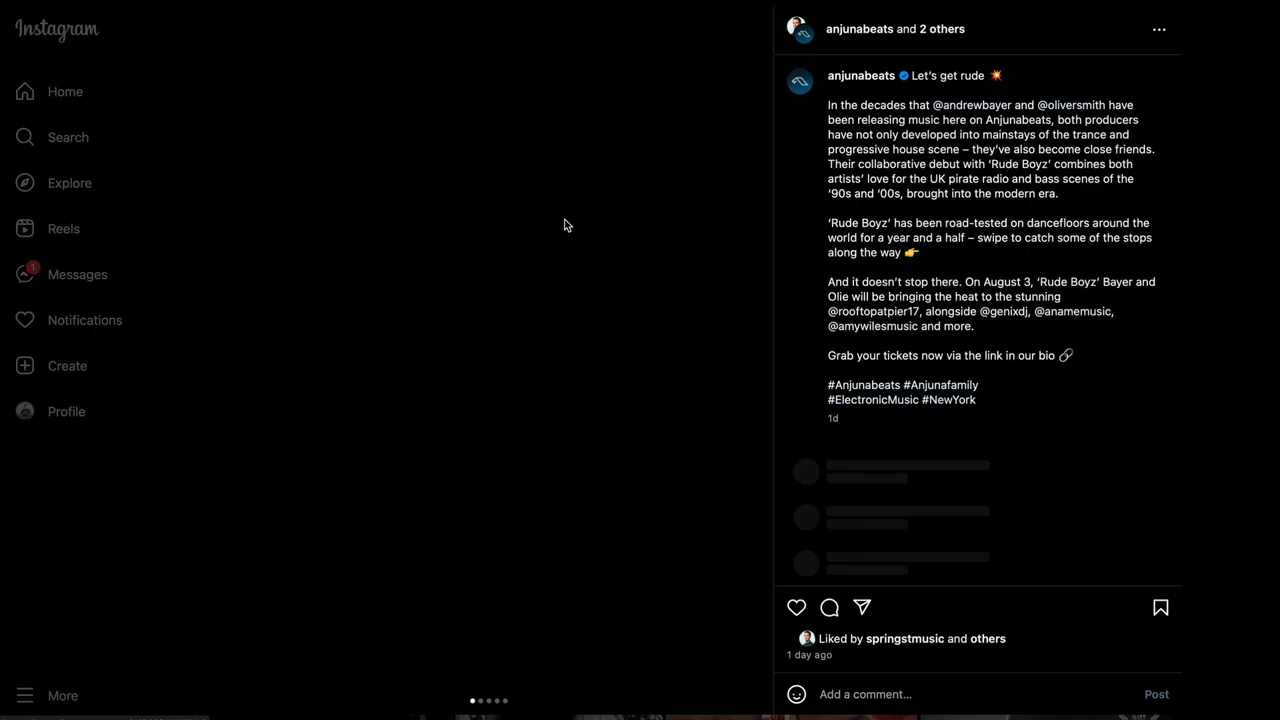 Instagram
Home
Search
Explore
Reels
1
Messages
Notifications
Create
Profile
More
anjunabeats and 2 others
anjunabeats Let's get rude 💥
In the decades that @andrewbayer and @oliversmith have
been releasing music here on Anjunabeats, both producers
have not only developed into mainstays of the trance and
progressive house scene – they've also become close friends.
Their collaborative debut with 'Rude Boyz' combines both
artists' love for the UK pirate radio and bass scenes of the
'90s and '00s, brought into the modern era.
'Rude Boyz' has been road-tested on dancefloors around the
world for a year and a half – swipe to catch some of the stops
along the way 👉
And it doesn't stop there. On August 3, 'Rude Boyz' Bayer and
Olie will be bringing the heat to the stunning
@rooftopatpier17, alongside @genixdj, @anamemusic,
@amywilesmusic and more.
Grab your tickets now via the link in our bio 🔗
#Anjunabeats #Anjunafamily
#ElectronicMusic #NewYork
1d
Liked by springstmusic and others
1 day ago
Add a comment...
Post